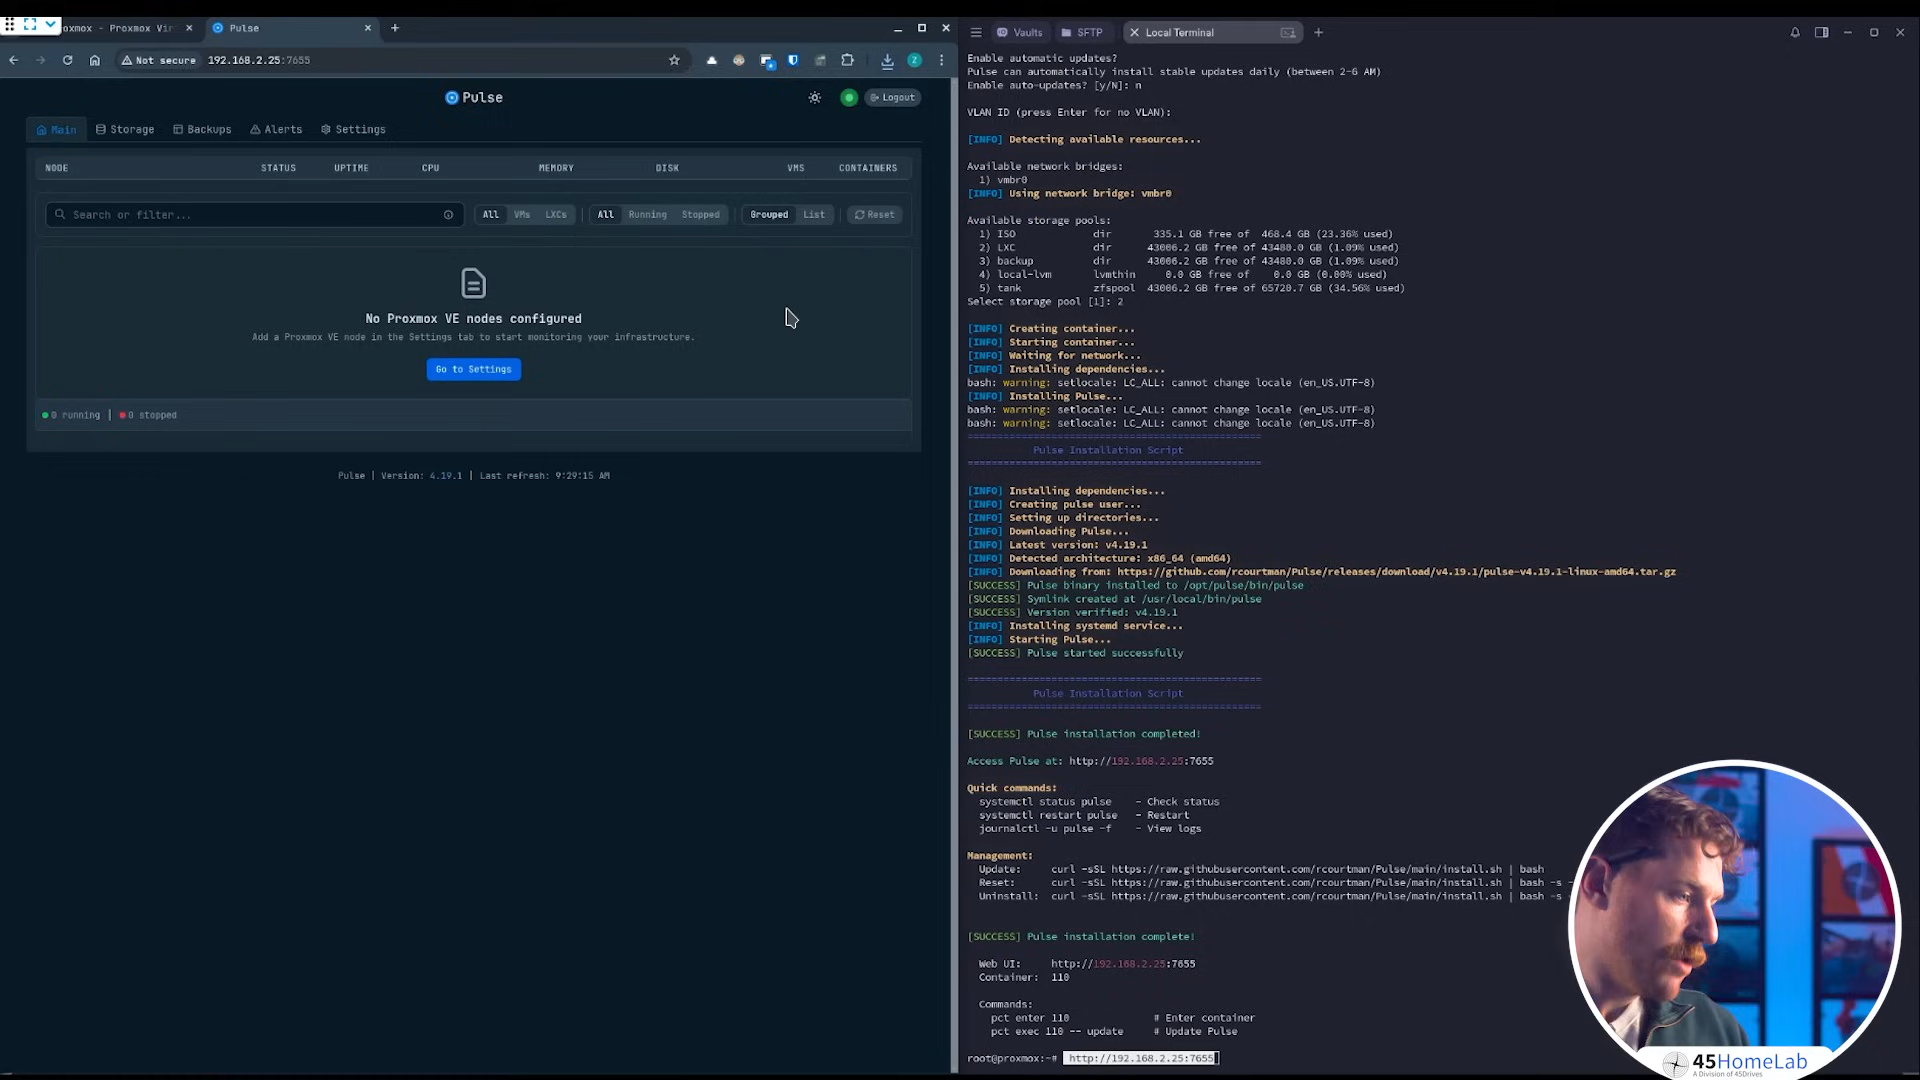 oxmox - Proxmox Vir
Pulse
Not secure 192.168.2.25:7655
Pulse
Logout
Main Storage Backups Alerts Settings
NODE STATUS UPTIME CPU MEMORY DISK VMS CONTAINERS
Search or filter... All VMs LXCs All Running Stopped Grouped List Reset
No Proxmox VE nodes configured
Add a Proxmox VE node in the Settings tab to start monitoring your infrastructure.
Go to Settings
0 running | 0 stopped
Pulse | Version: 4.19.1 | Last refresh: 9:29:15 AM
Vaults SFTP Local Terminal
Enable automatic updates?
Pulse can automatically install stable updates daily (between 2-6 AM)
Enable auto-updates? [y/N]: n
VLAN ID (press Enter for no VLAN):
[INFO] Detecting available resources...
Available network bridges:
1) vmbr0
[INFO] Using network bridge: vmbr0
Available storage pools:
1) ISO dir 335.1 GB free of 468.4 GB (23.36% used)
2) LXC dir 43006.2 GB free of 43480.0 GB (1.09% used)
3) backup dir 43006.2 GB free of 43480.0 GB (1.09% used)
4) local-lvm lvmthin 0.0 GB free of 0.0 GB (0.00% used)
5) tank zfspool 43006.2 GB free of 65720.7 GB (34.56% used)
Select storage pool [1]: 2
[INFO] Creating container...
[INFO] Starting container...
[INFO] Waiting for network...
[INFO] Installing dependencies...
bash: warning: setlocale: LC_ALL: cannot change locale (en_US.UTF-8)
[INFO] Installing Pulse...
bash: warning: setlocale: LC_ALL: cannot change locale (en_US.UTF-8)
bash: warning: setlocale: LC_ALL: cannot change locale (en_US.UTF-8)
=================================================
Pulse Installation Script
=================================================
[INFO] Installing dependencies...
[INFO] Creating pulse user...
[INFO] Setting up directories...
[INFO] Downloading Pulse...
[INFO] Latest version: v4.19.1
[INFO] Detected architecture: x86_64 (amd64)
[INFO] Downloading from: https://github.com/rcourtman/Pulse/releases/download/v4.19.1/pulse-v4.19.1-linux-amd64.tar.gz
[SUCCESS] Pulse binary installed to /opt/pulse/bin/pulse
[SUCCESS] Symlink created at /usr/local/bin/pulse
[SUCCESS] Version verified: v4.19.1
[INFO] Installing systemd service...
[INFO] Starting Pulse...
[SUCCESS] Pulse started successfully
=================================================
Pulse Installation Script
=================================================
[SUCCESS] Pulse installation completed!
Access Pulse at: http://192.168.2.25:7655
Quick commands:
systemctl status pulse - Check status
systemctl restart pulse - Restart
journalctl -u pulse -f - View logs
Management:
Update: curl -sSL https://raw.githubusercontent.com/rcourtman/Pulse/main/install.sh | bash
Reset: curl -sSL https://raw.githubusercontent.com/rcourtman/Pulse/main/install.sh | bash -s -
Uninstall: curl -sSL https://raw.githubusercontent.com/rcourtman/Pulse/main/install.sh | bash -s
[SUCCESS] Pulse installation complete!
Web UI: http://192.168.2.25:7655
Container: 110
Commands:
pct enter 110 # Enter container
pct exec 110 -- update # Update Pulse
root@proxmox:~# http://192.168.2.25:7655
45HomeLab
A Division of 45Drives